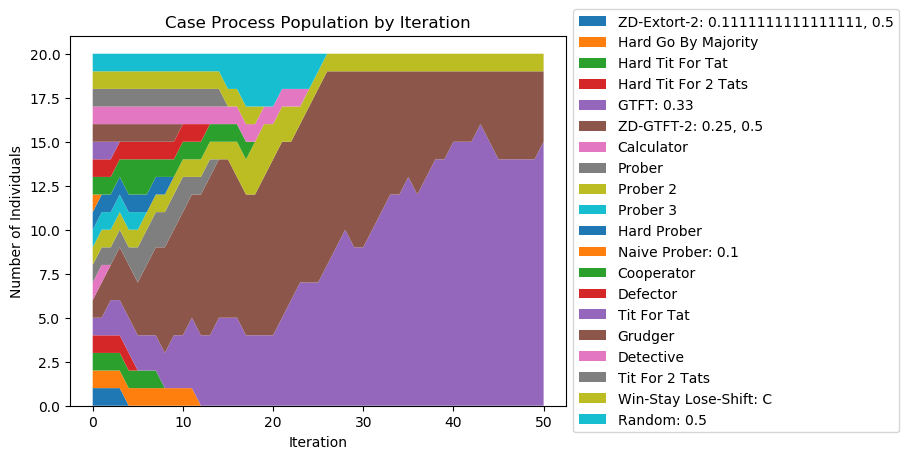 Case Process Population by Iteration
Number of Individuals
20.0
17.5
15.0
12.5
10.0
7.5
5.0
2.5
0.0
0 10 20 30 40 50
Iteration
ZD-Extort-2: 0.1111111111111111, 0.5
Hard Go By Majority
Hard Tit For Tat
Hard Tit For 2 Tats
GTFT: 0.33
ZD-GTFT-2: 0.25, 0.5
Calculator
Prober
Prober 2
Prober 3
Hard Prober
Naive Prober: 0.1
Cooperator
Defector
Tit For Tat
Grudger
Detective
Tit For 2 Tats
Win-Stay Lose-Shift: C
Random: 0.5